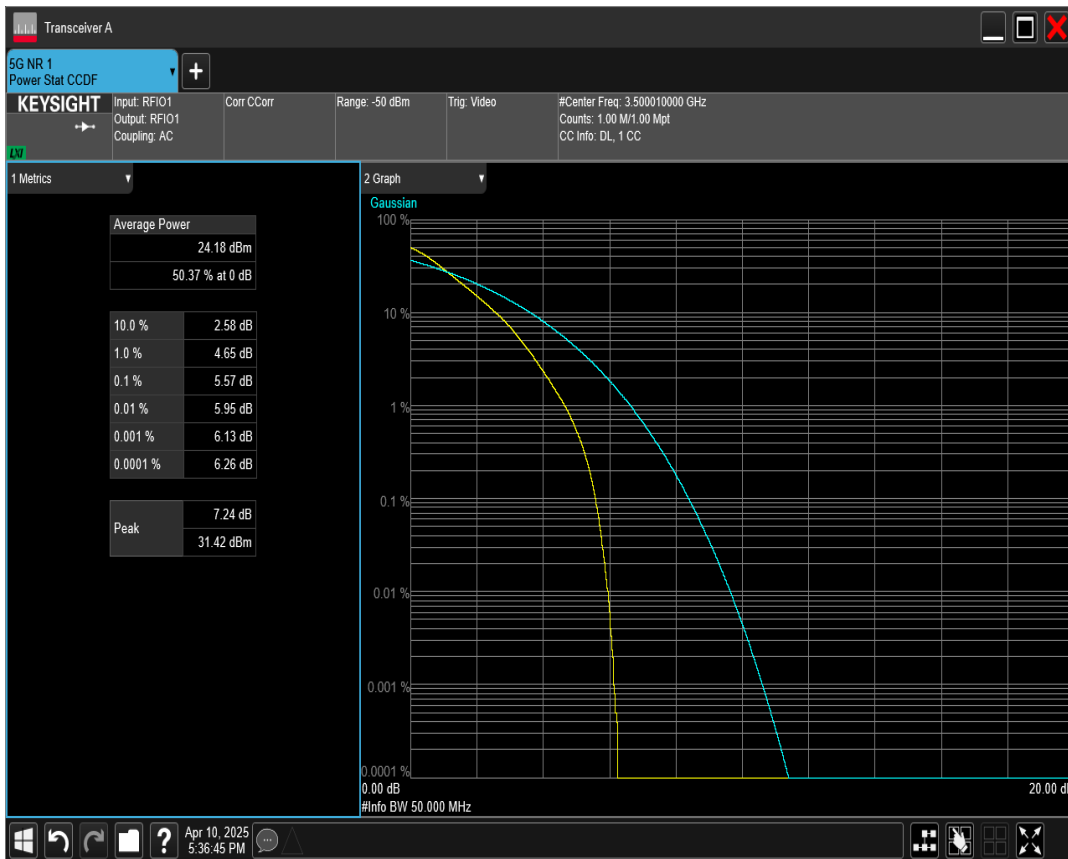 Transceiver A
5G NR 1
Power Stat CCDF
+
KEYSIGHT
LXI
Input: RFIO1
Output: RFIO1
Coupling: AC
Corr CCorr
Range: -50 dBm
Trig: Video
#Center Freq: 3.500010000 GHz
Counts: 1.00 M/1.00 Mpt
CC Info: DL, 1 CC
1 Metrics
Average Power
24.18 dBm
50.37 % at 0 dB
10.0 % 2.58 dB
1.0 % 4.65 dB
0.1 % 5.57 dB
0.01 % 5.95 dB
0.001 % 6.13 dB
0.0001 % 6.26 dB
Peak
7.24 dB
31.42 dBm
2 Graph
Gaussian
100 %
10 %
1 %
0.1 %
0.01 %
0.001 %
0.0001 %
0.00 dB
20.00 d
#Info BW 50.000 MHz
?
Apr 10, 2025
5:36:45 PM